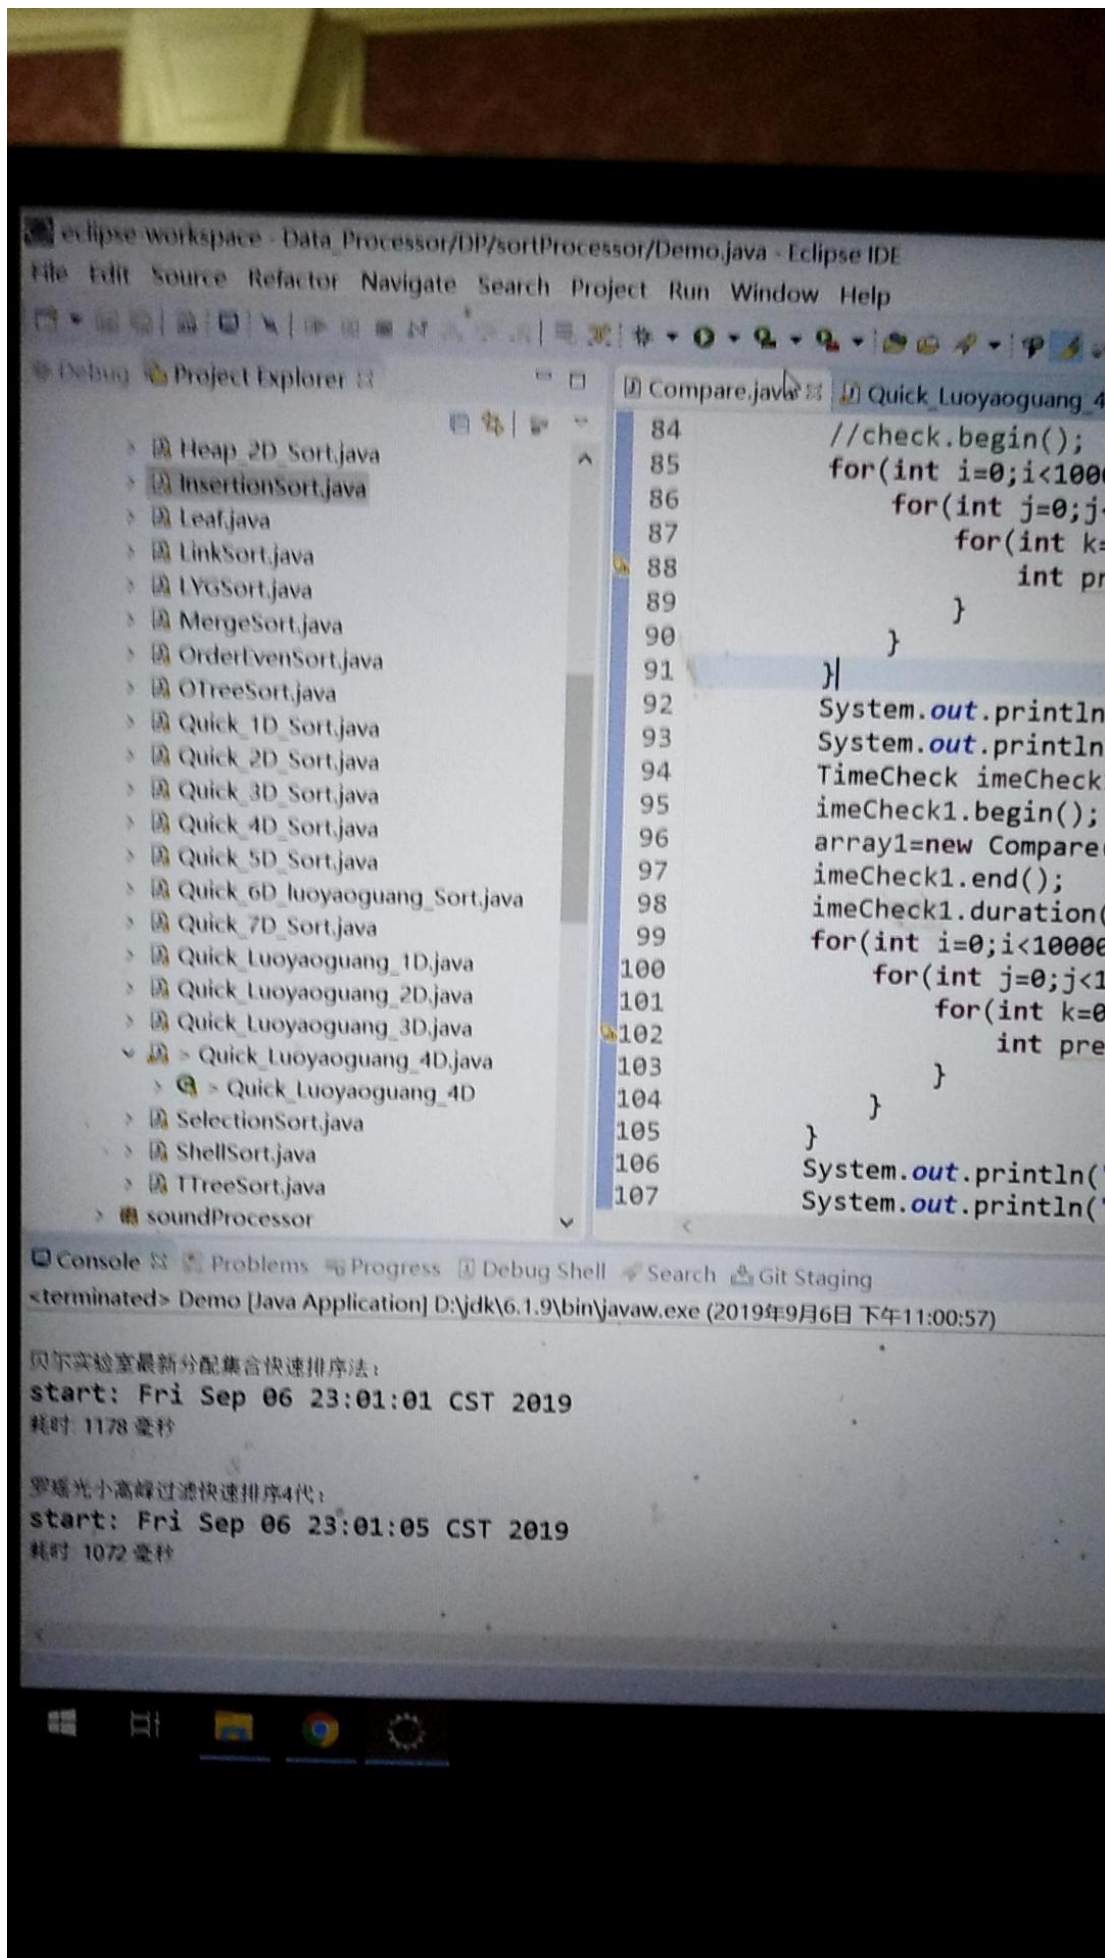 eclipse-workspace - Data_Processor/DP/sortProcessor/Demo.java - Eclipse IDE
File Edit Source Refactor Navigate Search Project Run Window Help
Debug Project Explorer
Heap_2D_Sort.java
InsertionSort.java
Leaf.java
LinkSort.java
LYGSort.java
MergeSort.java
OrderEvenSort.java
OTreeSort.java
Quick_1D_Sort.java
Quick_2D_Sort.java
Quick_3D_Sort.java
Quick_4D_Sort.java
Quick_5D_Sort.java
Quick_6D_luoyaoguang_Sort.java
Quick_7D_Sort.java
Quick_Luoyaoguang_1D.java
Quick_Luoyaoguang_2D.java
Quick_Luoyaoguang_3D.java
> Quick_Luoyaoguang_4D.java
> Quick_Luoyaoguang_4D
SelectionSort.java
ShellSort.java
TTreeSort.java
soundProcessor
Compare.java Quick_Luoyaoguang_4
84 //check.begin();
85 for(int i=0;i<1000
86 for(int j=0;j<
87 for(int k=
88 int pr
89 }
90 }
91 }
92 System.out.println
93 System.out.println
94 TimeCheck imeCheck
95 imeCheck1.begin();
96 array1=new Compare(
97 imeCheck1.end();
98 imeCheck1.duration(
99 for(int i=0;i<10000
100 for(int j=0;j<1
101 for(int k=0
102 int pre
103 }
104 }
105 }
106 System.out.println("
107 System.out.println("
Console Problems Progress Debug Shell Search Git Staging
<terminated> Demo [Java Application] D:\jdk\6.1.9\bin\javaw.exe (2019年9月6日 下午11:00:57)
贝尔实验室最新分配集合快速排序法：
start: Fri Sep 06 23:01:01 CST 2019
耗时: 1178 毫秒
罗瑶光小高峰过滤快速排序4代：
start: Fri Sep 06 23:01:05 CST 2019
耗时: 1072 毫秒